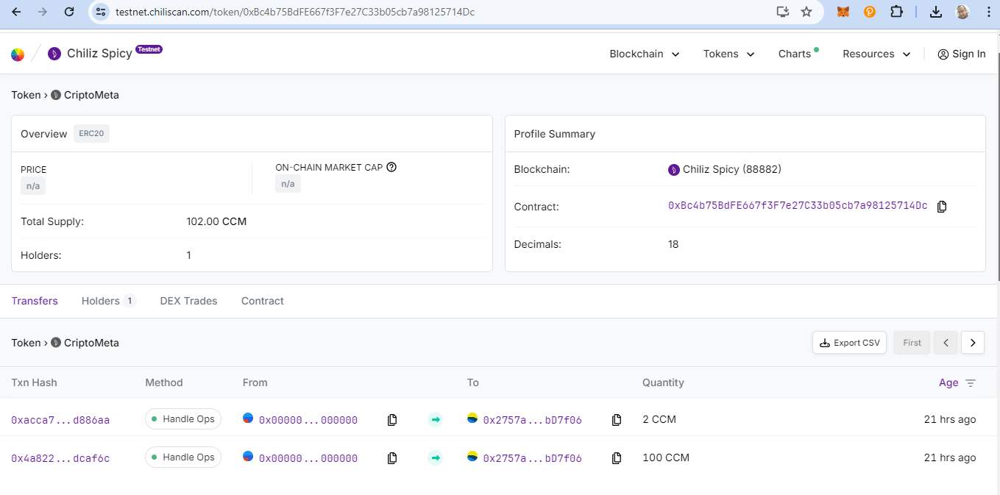 testnet.chiliscan.com/token/0xBc4b75BdFE667f3F7e27C33b05cb7a98125714Dc
Chiliz Spicy Testnet
Blockchain Tokens Charts Resources Sign In
Token › CriptoMeta
Overview ERC20
PRICE
n/a
ON-CHAIN MARKET CAP
n/a
Total Supply: 102.00 CCM
Holders: 1
Profile Summary
Blockchain: Chiliz Spicy (88882)
Contract: 0xBc4b75BdFE667f3F7e27C33b05cb7a98125714Dc
Decimals: 18
Transfers Holders 1 DEX Trades Contract
Token › CriptoMeta Export CSV First
Txn Hash Method From To Quantity Age
0xacca7...d886aa Handle Ops 0x00000...000000 0x2757a...bD7f06 2 CCM 21 hrs ago
0x4a822...dcaf6c Handle Ops 0x00000...000000 0x2757a...bD7f06 100 CCM 21 hrs ago